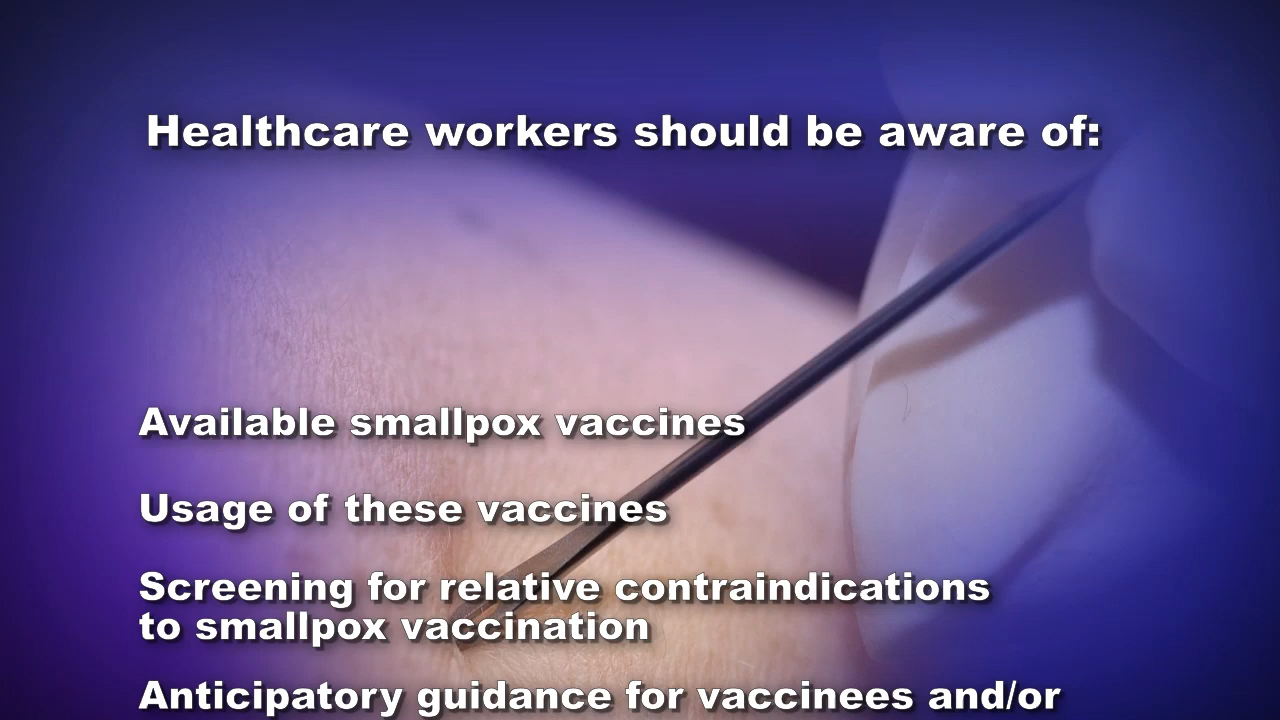 Healthcare workers should be aware of:
Available smallpox vaccines
Usage of these vaccines
Screening for relative contraindications
to smallpox vaccination
Anticipatory guidance for vaccinees and/or